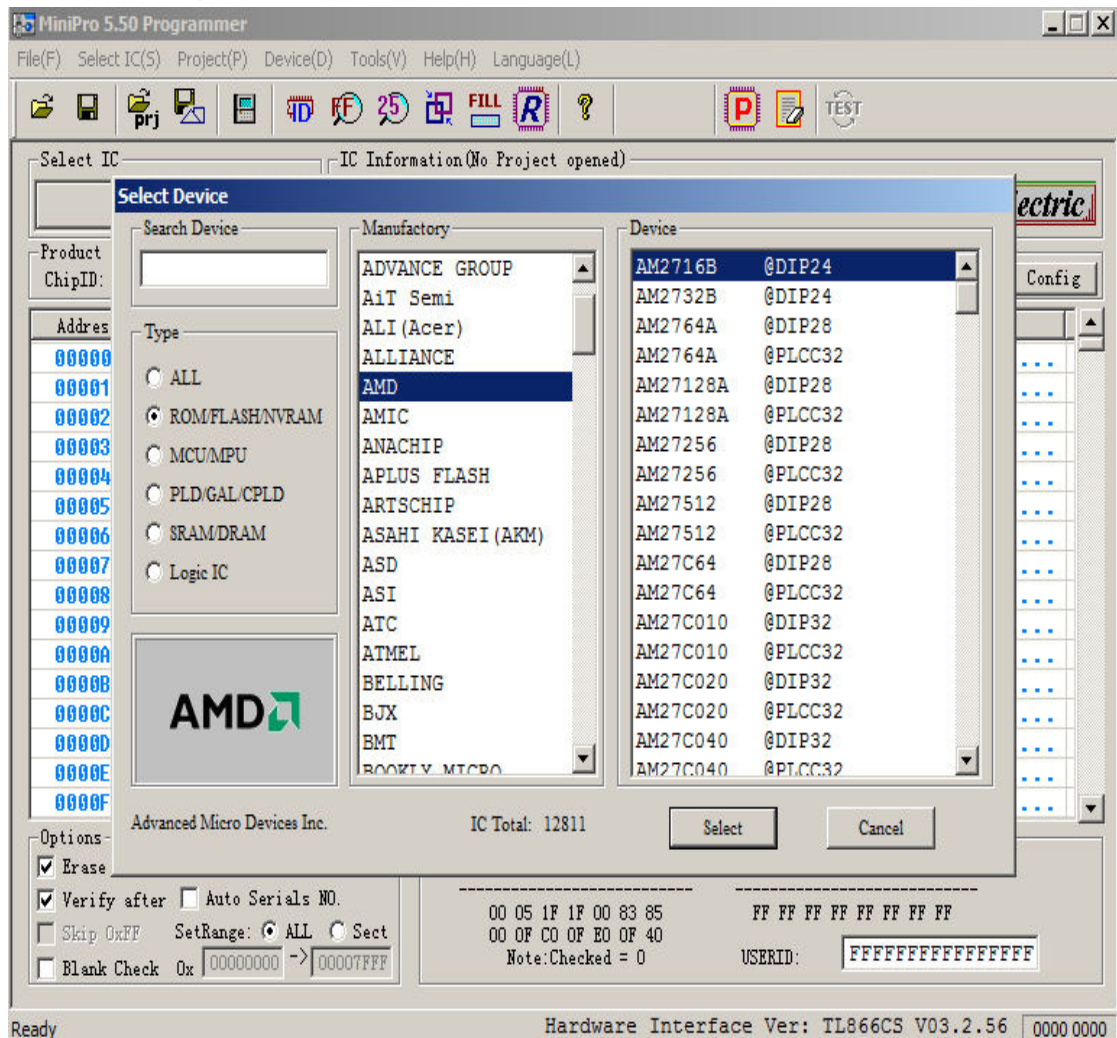 MiniPro 5.50 Programmer
File(F) Select IC(S) Project(P) Device(D) Tools(V) Help(H) Language(L)
prj ID FF 25 FILL R ? P TEST
Select IC IC Information(No Project opened)
ectric
Select Device
Product
ChipID:
Config
Addres
00000
00001
00002
00003
00004
00005
00006
00007
00008
00009
0000A
0000B
0000C
0000D
0000E
0000F
Search Device
Type
ALL
ROM/FLASH/NVRAM
MCU/MPU
PLD/GAL/CPLD
SRAM/DRAM
Logic IC
AMD
Advanced Micro Devices Inc.
Manufactory
ADVANCE GROUP
AiT Semi
ALI(Acer)
ALLIANCE
AMD
AMIC
ANACHIP
APLUS FLASH
ARTSCHIP
ASAHI KASEI(AKM)
ASD
ASI
ATC
ATMEL
BELLING
BJX
BMT
BOOKLY MICRO
Device
AM2716B @DIP24
AM2732B @DIP24
AM2764A @DIP28
AM2764A @PLCC32
AM27128A @DIP28
AM27128A @PLCC32
AM27256 @DIP28
AM27256 @PLCC32
AM27512 @DIP28
AM27512 @PLCC32
AM27C64 @DIP28
AM27C64 @PLCC32
AM27C010 @DIP32
AM27C010 @PLCC32
AM27C020 @DIP32
AM27C020 @PLCC32
AM27C040 @DIP32
AM27C040 @PLCC32
IC Total: 12811
Select Cancel
Options
Erase
Verify after Auto Serials NO.
Skip 0xFF SetRange: ALL Sect
Blank Check 0x 00000000 -> 00007FFF
00 05 1F 1F 00 83 85
00 0F C0 0F E0 0F 40
Note:Checked = 0
FF FF FF FF FF FF FF FF
USERID: FFFFFFFFFFFFFFFF
Ready Hardware Interface Ver: TL866CS V03.2.56 0000 0000